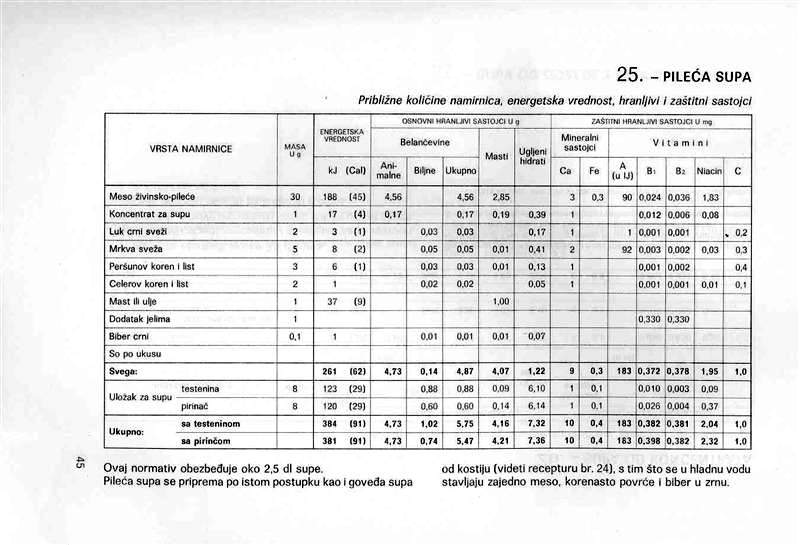 25. – PILEĆA SUPA
Približne količine namirnica, energetska vrednost, hranljivi i zaštitni sastojci
VRSTA NAMIRNICE MASA U g ENERGETSKA VREDNOST OSNOVNI HRANLJIVI SASTOJCI U g ZAŠTITNI HRANLJIVI SASTOJCI U mg
Belančevine Masti Ugljeni hidrati Mineralni sastojci Vitamini
kJ (Cal) Animalne Biljne Ukupno Ca Fe A (u IJ) B1 B2 Niacin C
Meso živinsko-pileće 30 188 (45) 4,56 4,56 2,85 3 0,3 90 0,024 0,036 1,83
Koncentrat za supu 1 17 (4) 0,17 0,17 0,19 0,39 1 0,012 0,006 0,08
Luk crni sveži 2 3 (1) 0,03 0,03 0,17 1 1 0,001 0,001 0,2
Mrkva sveža 5 8 (2) 0,05 0,05 0,01 0,41 2 92 0,003 0,002 0,03 0,3
Peršunov koren i list 3 6 (1) 0,03 0,03 0,01 0,13 1 0,001 0,002 0,4
Celerov koren i list 2 1 0,02 0,02 0,05 1 0,001 0,001 0,01 0,1
Mast ili ulje 1 37 (9) 1,00
Dodatak jelima 1 0,330 0,330
Biber crni 0,1 1 0,01 0,01 0,01 0,07
So po ukusu
Svega: 261 (62) 4,73 0,14 4,87 4,07 1,22 9 0,3 183 0,372 0,378 1,95 1,0
Uložak za supu testenina 8 123 (29) 0,88 0,88 0,09 6,10 1 0,1 0,010 0,003 0,09
pirinač 8 120 (29) 0,60 0,60 0,14 6,14 1 0,1 0,026 0,004 0,37
Ukupno: sa testeninom 384 (91) 4,73 1,02 5,75 4,16 7,32 10 0,4 183 0,382 0,381 2,04 1,0
sa pirinčom 381 (91) 4,73 0,74 5,47 4,21 7,36 10 0,4 183 0,398 0,382 2,32 1,0
Ovaj normativ obezbeđuje oko 2,5 dl supe.
Pileća supa se priprema po istom postupku kao i goveđa supa
od kostiju (videti recepturu br. 24), s tim što se u hladnu vodu
stavljaju zajedno meso, korenasto povrće i biber u zrnu.
45